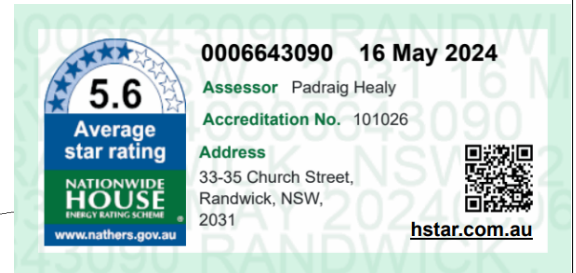 0006643090 16 May 2024
5.6
Average
star rating
NATIONWIDE
HOUSE
ENERGY RATING SCHEME ®
www.nathers.gov.au
Assessor Padraig Healy
Accreditation No. 101026
Address
33-35 Church Street,
Randwick, NSW,
2031
hstar.com.au